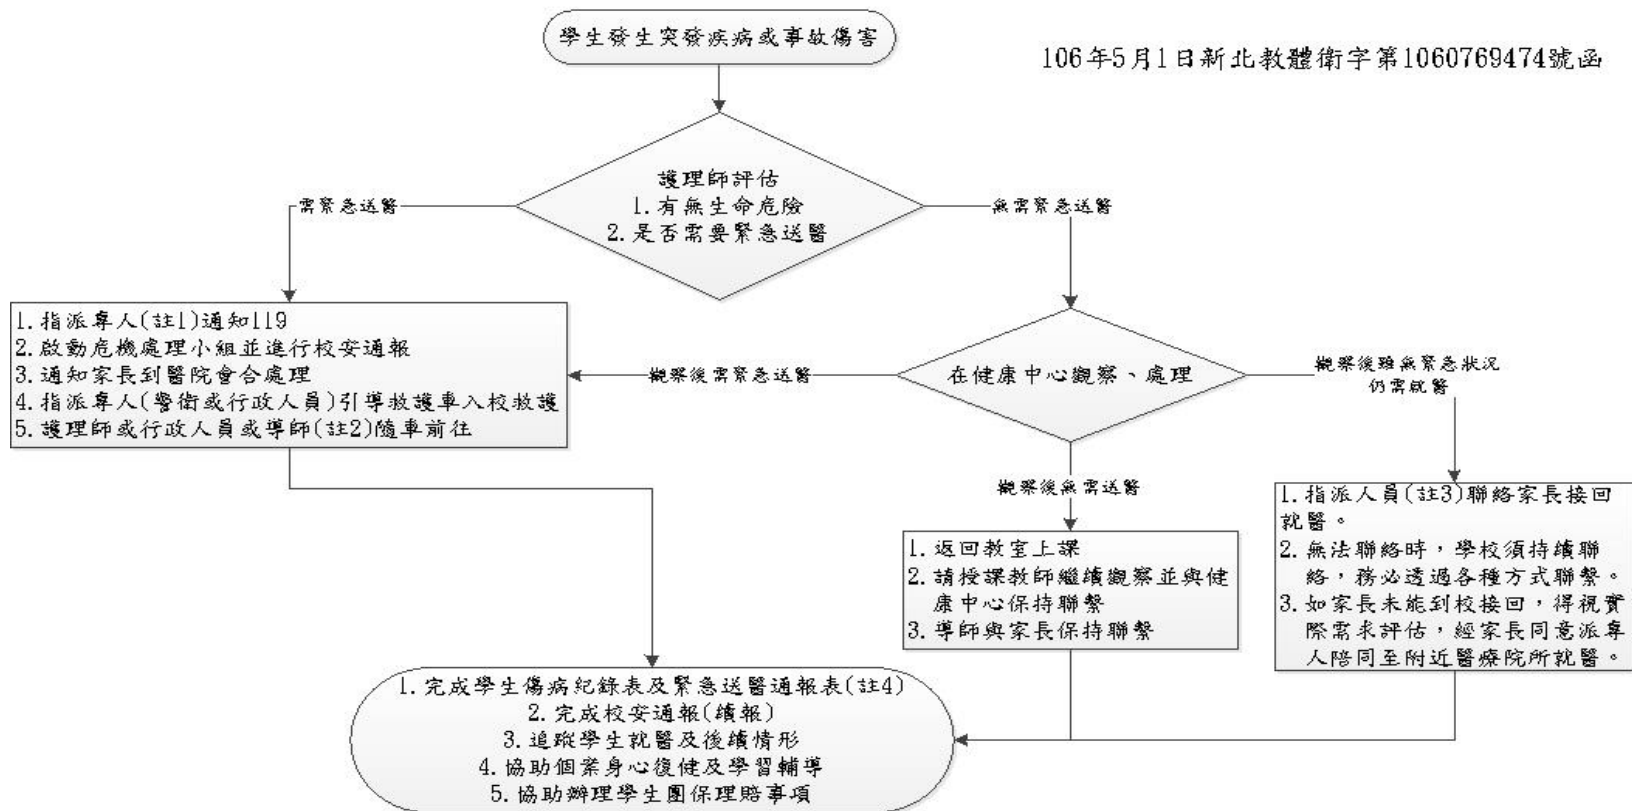 學生發生突發疾病或事故傷害
106年5月1日新北教體衛字第1060769474號函
護理師評估
1.有無生命危險
2.是否需要緊急送醫
需緊急送醫
無需緊急送醫
1.指派專人(註1)通知119
2.啟動危機處理小組並進行校安通報
3.通知家長到醫院會合處理
4.指派專人(警衛或行政人員)引導救護車入校救護
5.護理師或行政人員或導師(註2)隨車前往
觀察後需緊急送醫
在健康中心觀察、處理
觀察後雖無緊急狀況
仍需就醫
觀察後無需送醫
1.返回教室上課
2.請授課教師繼續觀察並與健
康中心保持聯繫
3.導師與家長保持聯繫
1.指派人員(註3)聯絡家長接回
就醫。
2.無法聯絡時，學校須持續聯
絡，務必透過各種方式聯繫。
3.如家長未能到校接回，得視實
際需求評估，經家長同意派專
人陪同至附近醫療院所就醫。
1.完成學生傷病紀錄表及緊急送醫通報表(註4)
2.完成校安通報(續報)
3.追蹤學生就醫及後續情形
4.協助個案身心復健及學習輔導
5.協助辦理學生團保理賠事項